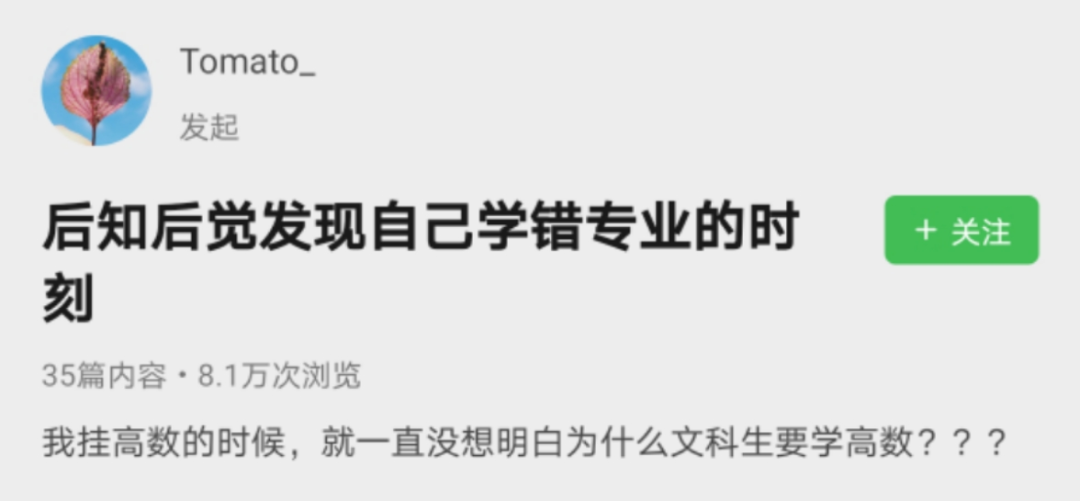 Tomato_
发起
后知后觉发现自己学错专业的时
刻
+ 关注
35篇内容・8.1万次浏览
我挂高数的时候，就一直没想明白为什么文科生要学高数？？？